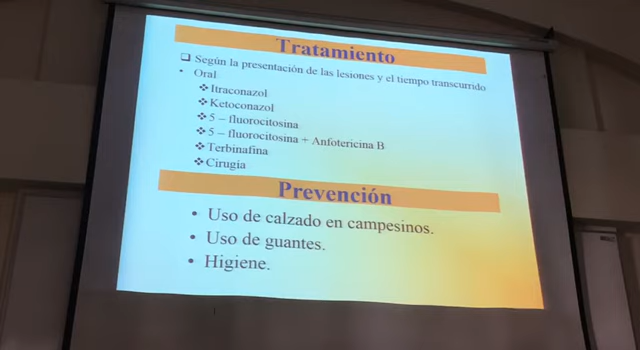 Tratamiento
❑ Según la presentación de las lesiones y el tiempo transcurrido
• Oral
❖ Itraconazol
❖ Ketoconazol
❖ 5 – fluorocitosina
❖ 5 – fluorocitosina + Anfotericina B
❖ Terbinafina
❖ Cirugía
Prevención
• Uso de calzado en campesinos.
• Uso de guantes.
• Higiene.